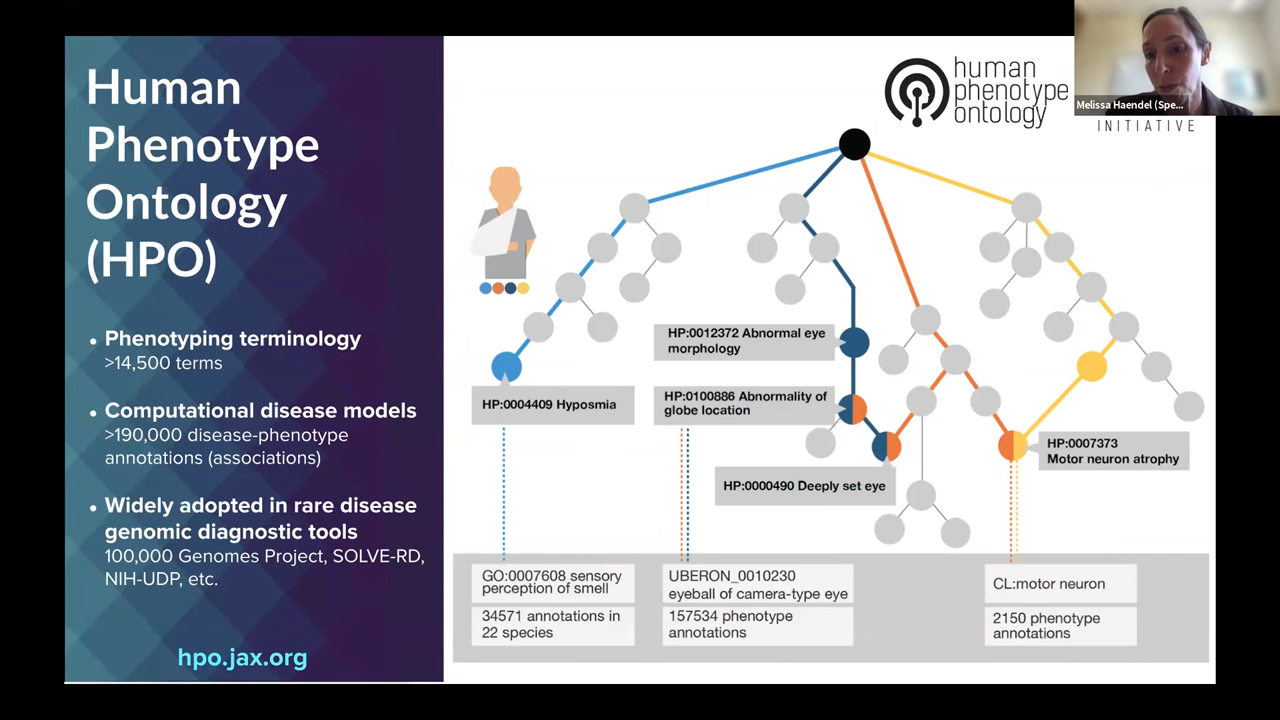 Human
Phenotype
Ontology
(HPO)
• Phenotyping terminology
>14,500 terms
• Computational disease models
>190,000 disease-phenotype
annotations (associations)
• Widely adopted in rare disease
genomic diagnostic tools
100,000 Genomes Project, SOLVE-RD,
NIH-UDP, etc.
hpo.jax.org
human
phenotype
ontology
INITIATIVE
Melissa Haendel (Spe...
HP:0012372 Abnormal eye
morphology
HP:0004409 Hyposmia
HP:0100886 Abnormality of
globe location
HP:0007373
Motor neuron atrophy
HP:0000490 Deeply set eye
GO:0007608 sensory
perception of smell
34571 annotations in
22 species
UBERON_0010230
eyeball of camera-type eye
157534 phenotype
annotations
CL:motor neuron
2150 phenotype
annotations